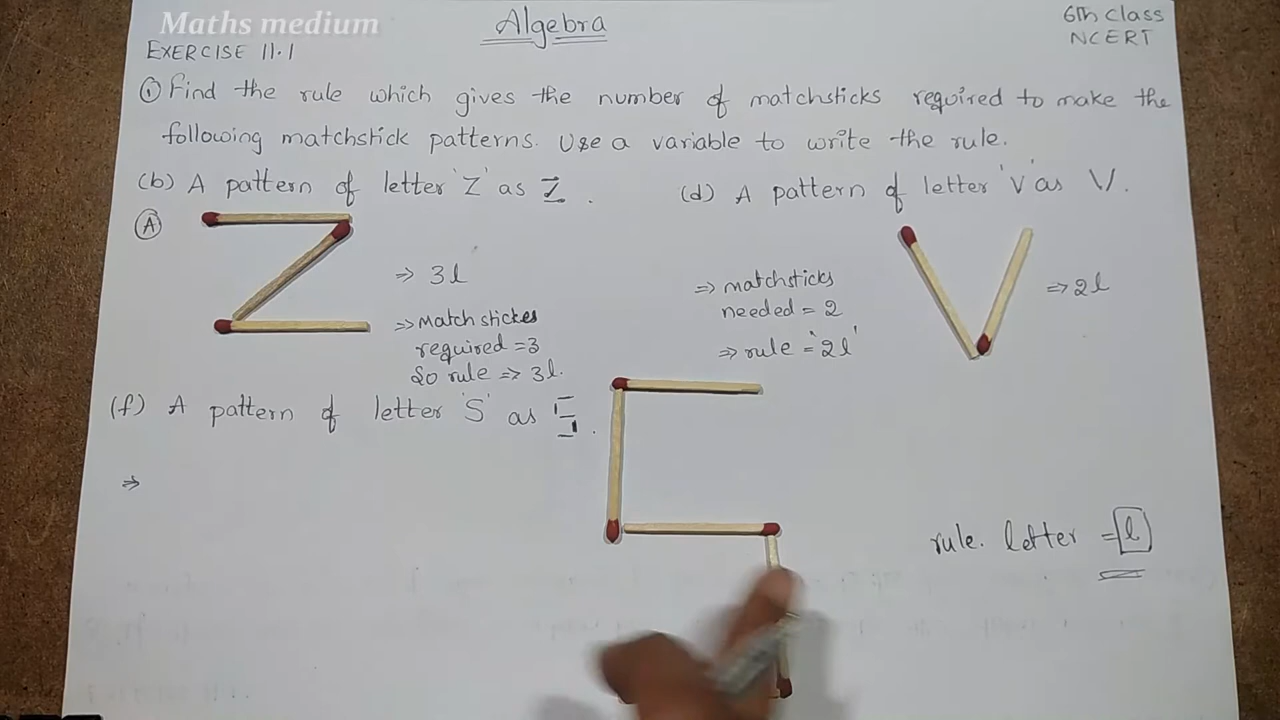 Maths medium
Algebra
6th Class
NCERT
EXERCISE 11.1
① Find the rule which gives the number of matchsticks required to make the
following matchstick patterns. Use a variable to write the rule.
(b) A pattern of letter 'Z' as Z.
(d) A pattern of letter 'V' as V.
(A)
⇒ 3l
⇒ Match stickes
required = 3
So rule ⇒ 3l.
⇒ matchsticks
needed = 2
⇒ rule = '2l'
⇒ 2l
(f) A pattern of letter 'S' as S.
⇒
rule. letter = l